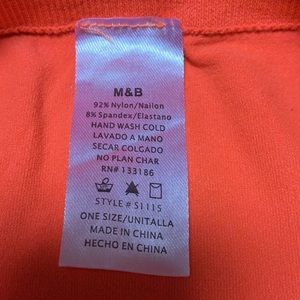 M&B
92% Nylon/Nailon
8% Spandex/Elastano
HAND WASH COLD
LAVADO A MANO
SECAR COLGADO
NO PLAN CHAR
RN# 133186
STYLE # S1115
ONE SIZE/UNITALLA
MADE IN CHINA
HECHO EN CHINA